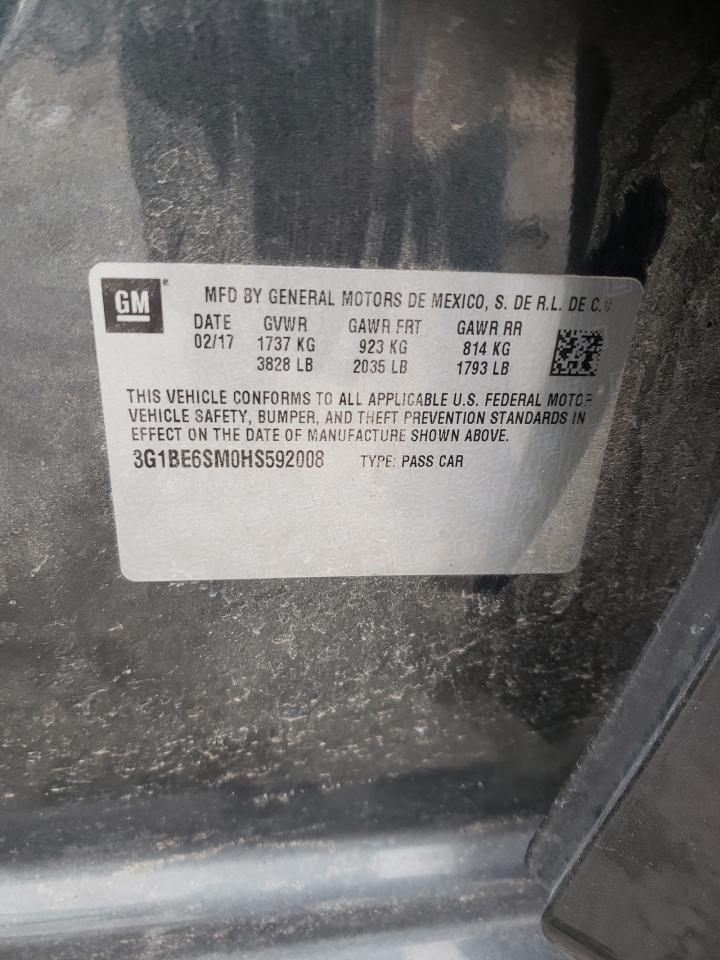 GM ®
MFD BY GENERAL MOTORS DE MEXICO, S. DE R.L. DE C.V
DATE GVWR GAWR FRT GAWR RR
02/17 1737 KG 923 KG 814 KG
3828 LB 2035 LB 1793 LB
THIS VEHICLE CONFORMS TO ALL APPLICABLE U.S. FEDERAL MOTOR
VEHICLE SAFETY, BUMPER, AND THEFT PREVENTION STANDARDS IN
EFFECT ON THE DATE OF MANUFACTURE SHOWN ABOVE.
3G1BE6SM0HS592008 TYPE: PASS CAR